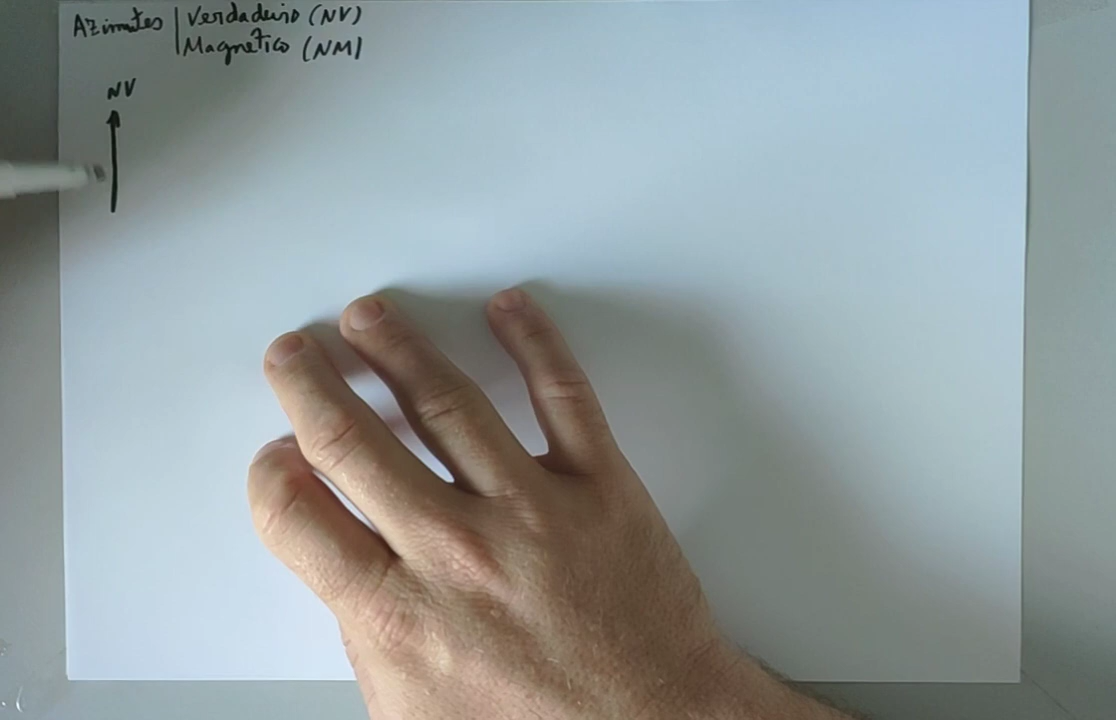 Azimutes | Verdadeiro (NV)
| Magnético (NM)
NV